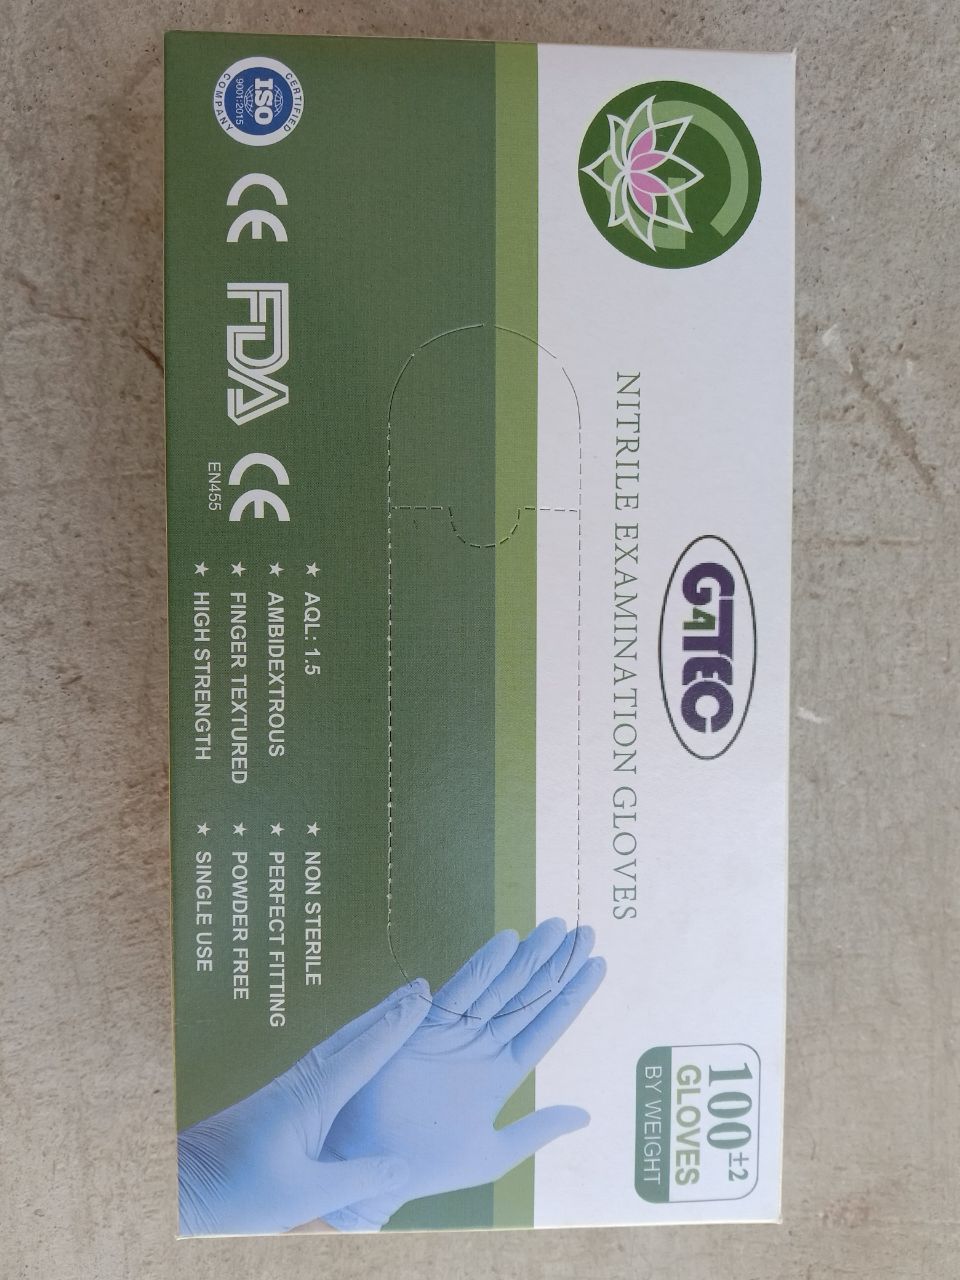 G4TEC
100±2
GLOVES
BY WEIGHT
NITRILE EXAMINATION GLOVES
CERTIFIED
ISO
9001:2015
COMPANY
CE
FDA
CE
EN455
★ AQL: 1.5
★ AMBIDEXTROUS
★ FINGER TEXTURED
★ HIGH STRENGTH
★ NON STERILE
★ PERFECT FITTING
★ POWDER FREE
★ SINGLE USE